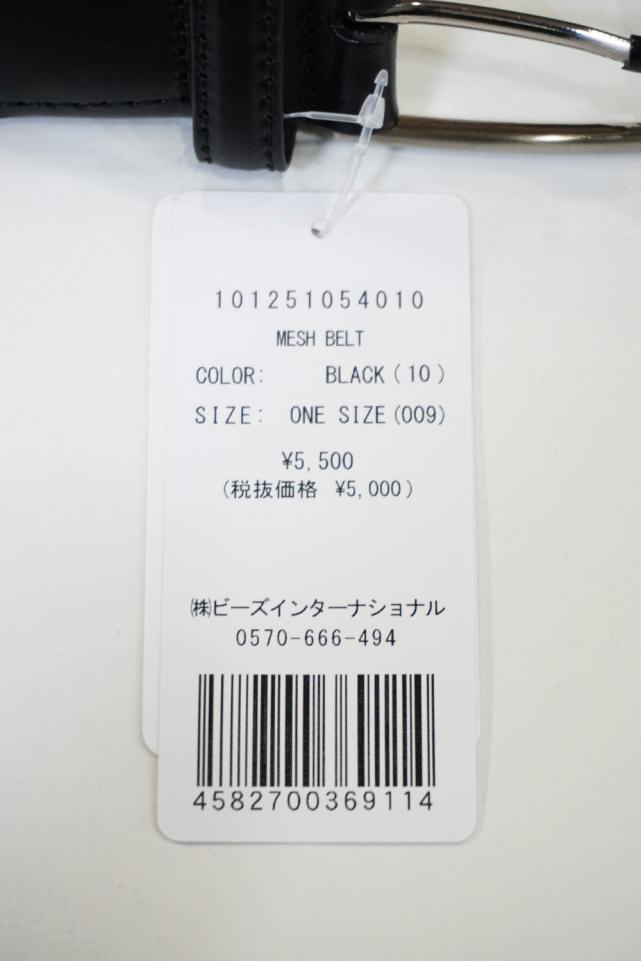 101251054010
MESH BELT
COLOR: BLACK(10)
SIZE: ONE SIZE(009)
¥5,500
(税抜価格 ¥5,000)
㈱ビーズインターナショナル
0570-666-494
4582700369114